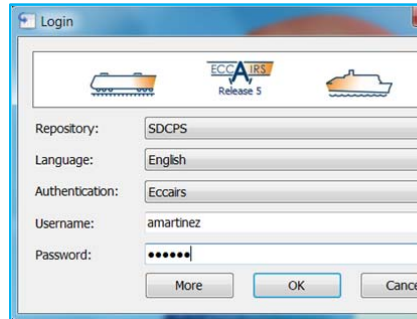 Login
ECCAIRS
Release 5
Repository: SDCPS
Language: English
Authentication: Eccairs
Username: amartinez
Password: ••••••
More OK Cance